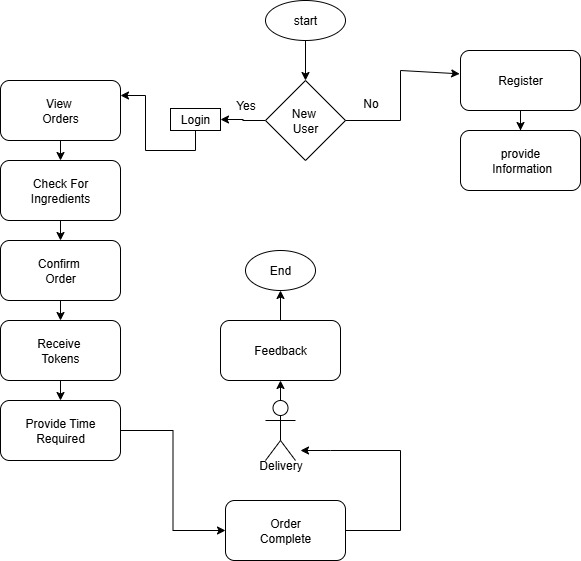 start
New
User
Yes
No
Login
Register
provide
Information
View
Orders
Check For
Ingredients
Confirm
Order
Receive
Tokens
Provide Time
Required
Order
Complete
Delivery
Feedback
End